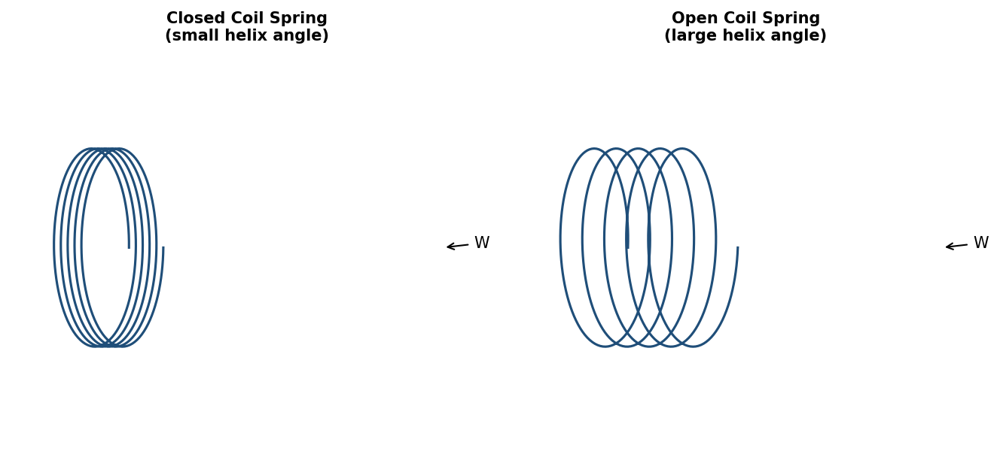 Closed Coil Spring
(small helix angle)
W
Open Coil Spring
(large helix angle)
W